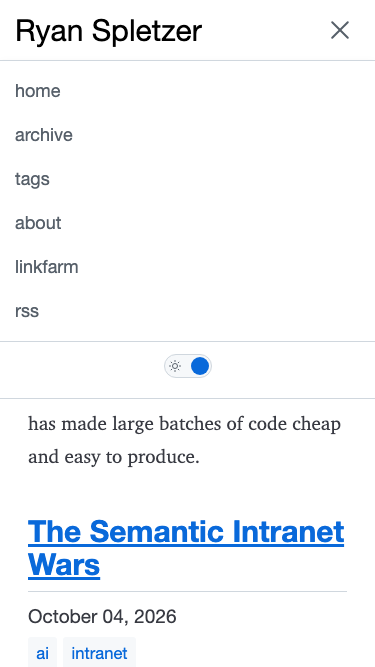 Ryan Spletzer
home
archive
tags
about
linkfarm
rss
has made large batches of code cheap
and easy to produce.
The Semantic Intranet
Wars
October 04, 2026
ai intranet